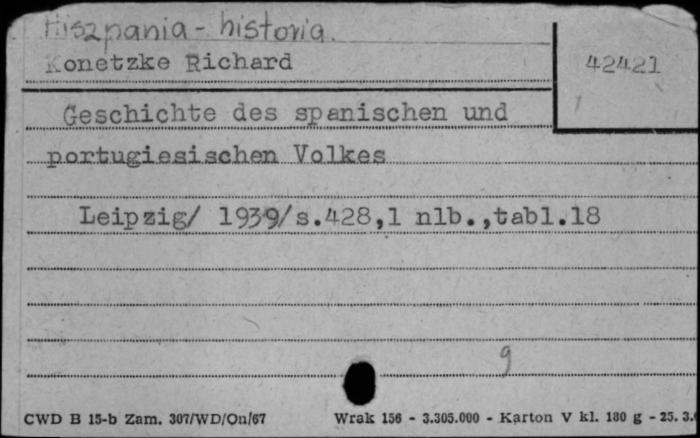 Hiszpania - historia.
Konetzke Richard
42421
Geschichte des spanischen und
portugiesischen Volkes
Leipzig/ 1939/s.428,1 nlb.,tabl.18
g
CWD B 15-b Zam. 307/WD/On/67 Wrak 156 - 3.305.000 - Karton V kl. 180 g - 25. 3.